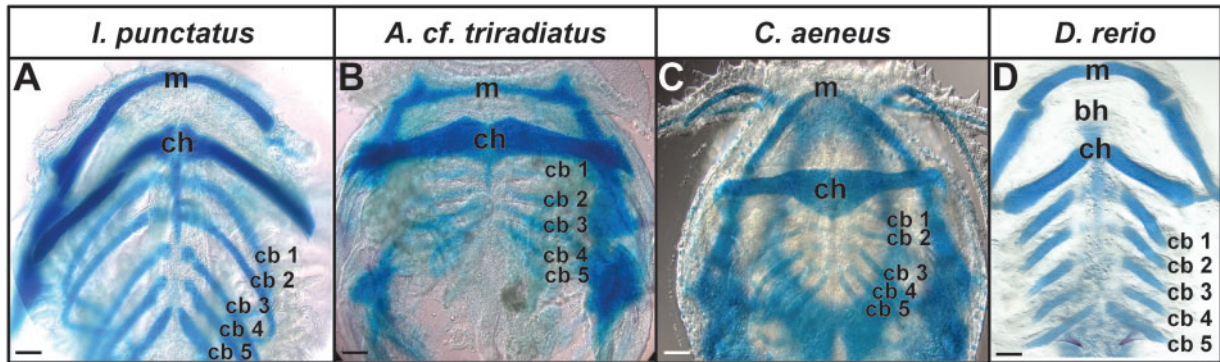 I. punctatus
A. cf. triradiatus
C. aeneus
D. rerio
A
m
ch
cb 1
cb 2
cb 3
cb 4
cb 5
B
m
ch
cb 1
cb 2
cb 3
cb 4
cb 5
C
m
ch
cb 1
cb 2
cb 3
cb 4
cb 5
D
m
bh
ch
cb 1
cb 2
cb 3
cb 4
cb 5